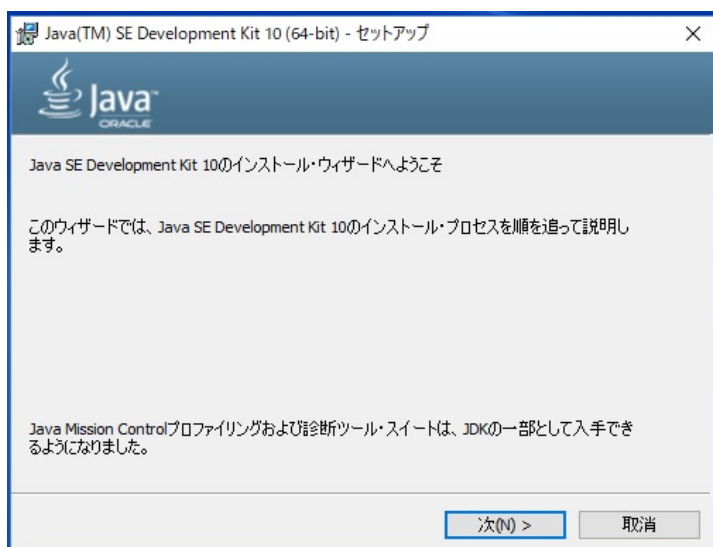 Java(TM) SE Development Kit 10 (64-bit) - セットアップ
Java™
ORACLE
Java SE Development Kit 10のインストール・ウィザードへようこそ
このウィザードでは、Java SE Development Kit 10のインストール・プロセスを順を追って説明し
ます。
Java Mission Controlプロファイリングおよび診断ツール・スイートは、JDKの一部として入手でき
るようになりました。
次(N) >
取消